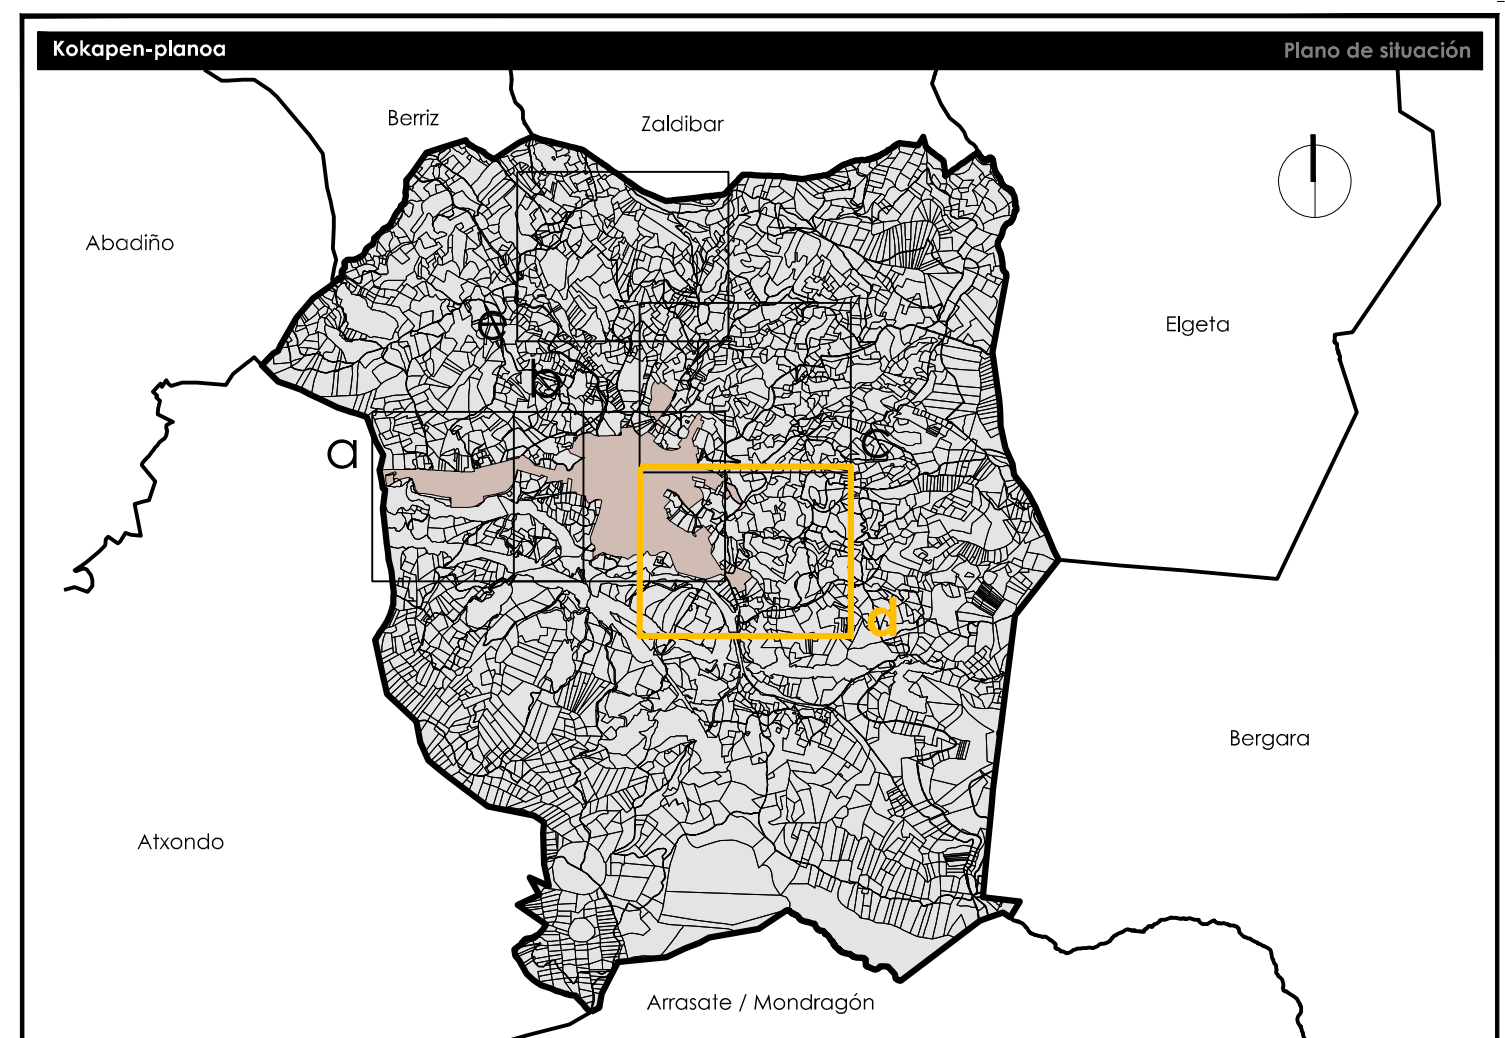 Kokapen-planoa
Plano de situación
Berriz
Zaldibar
Abadiño
Elgeta
e
b
a
c
d
Bergara
Atxondo
Arrasate / Mondragón